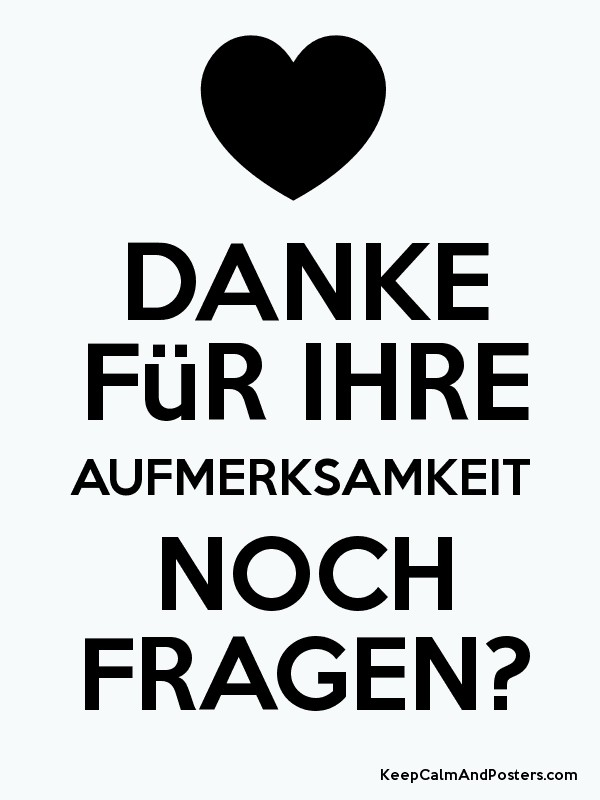 DANKE
FüR IHRE
AUFMERKSAMKEIT
NOCH
FRAGEN?
KeepCalmAndPosters.com